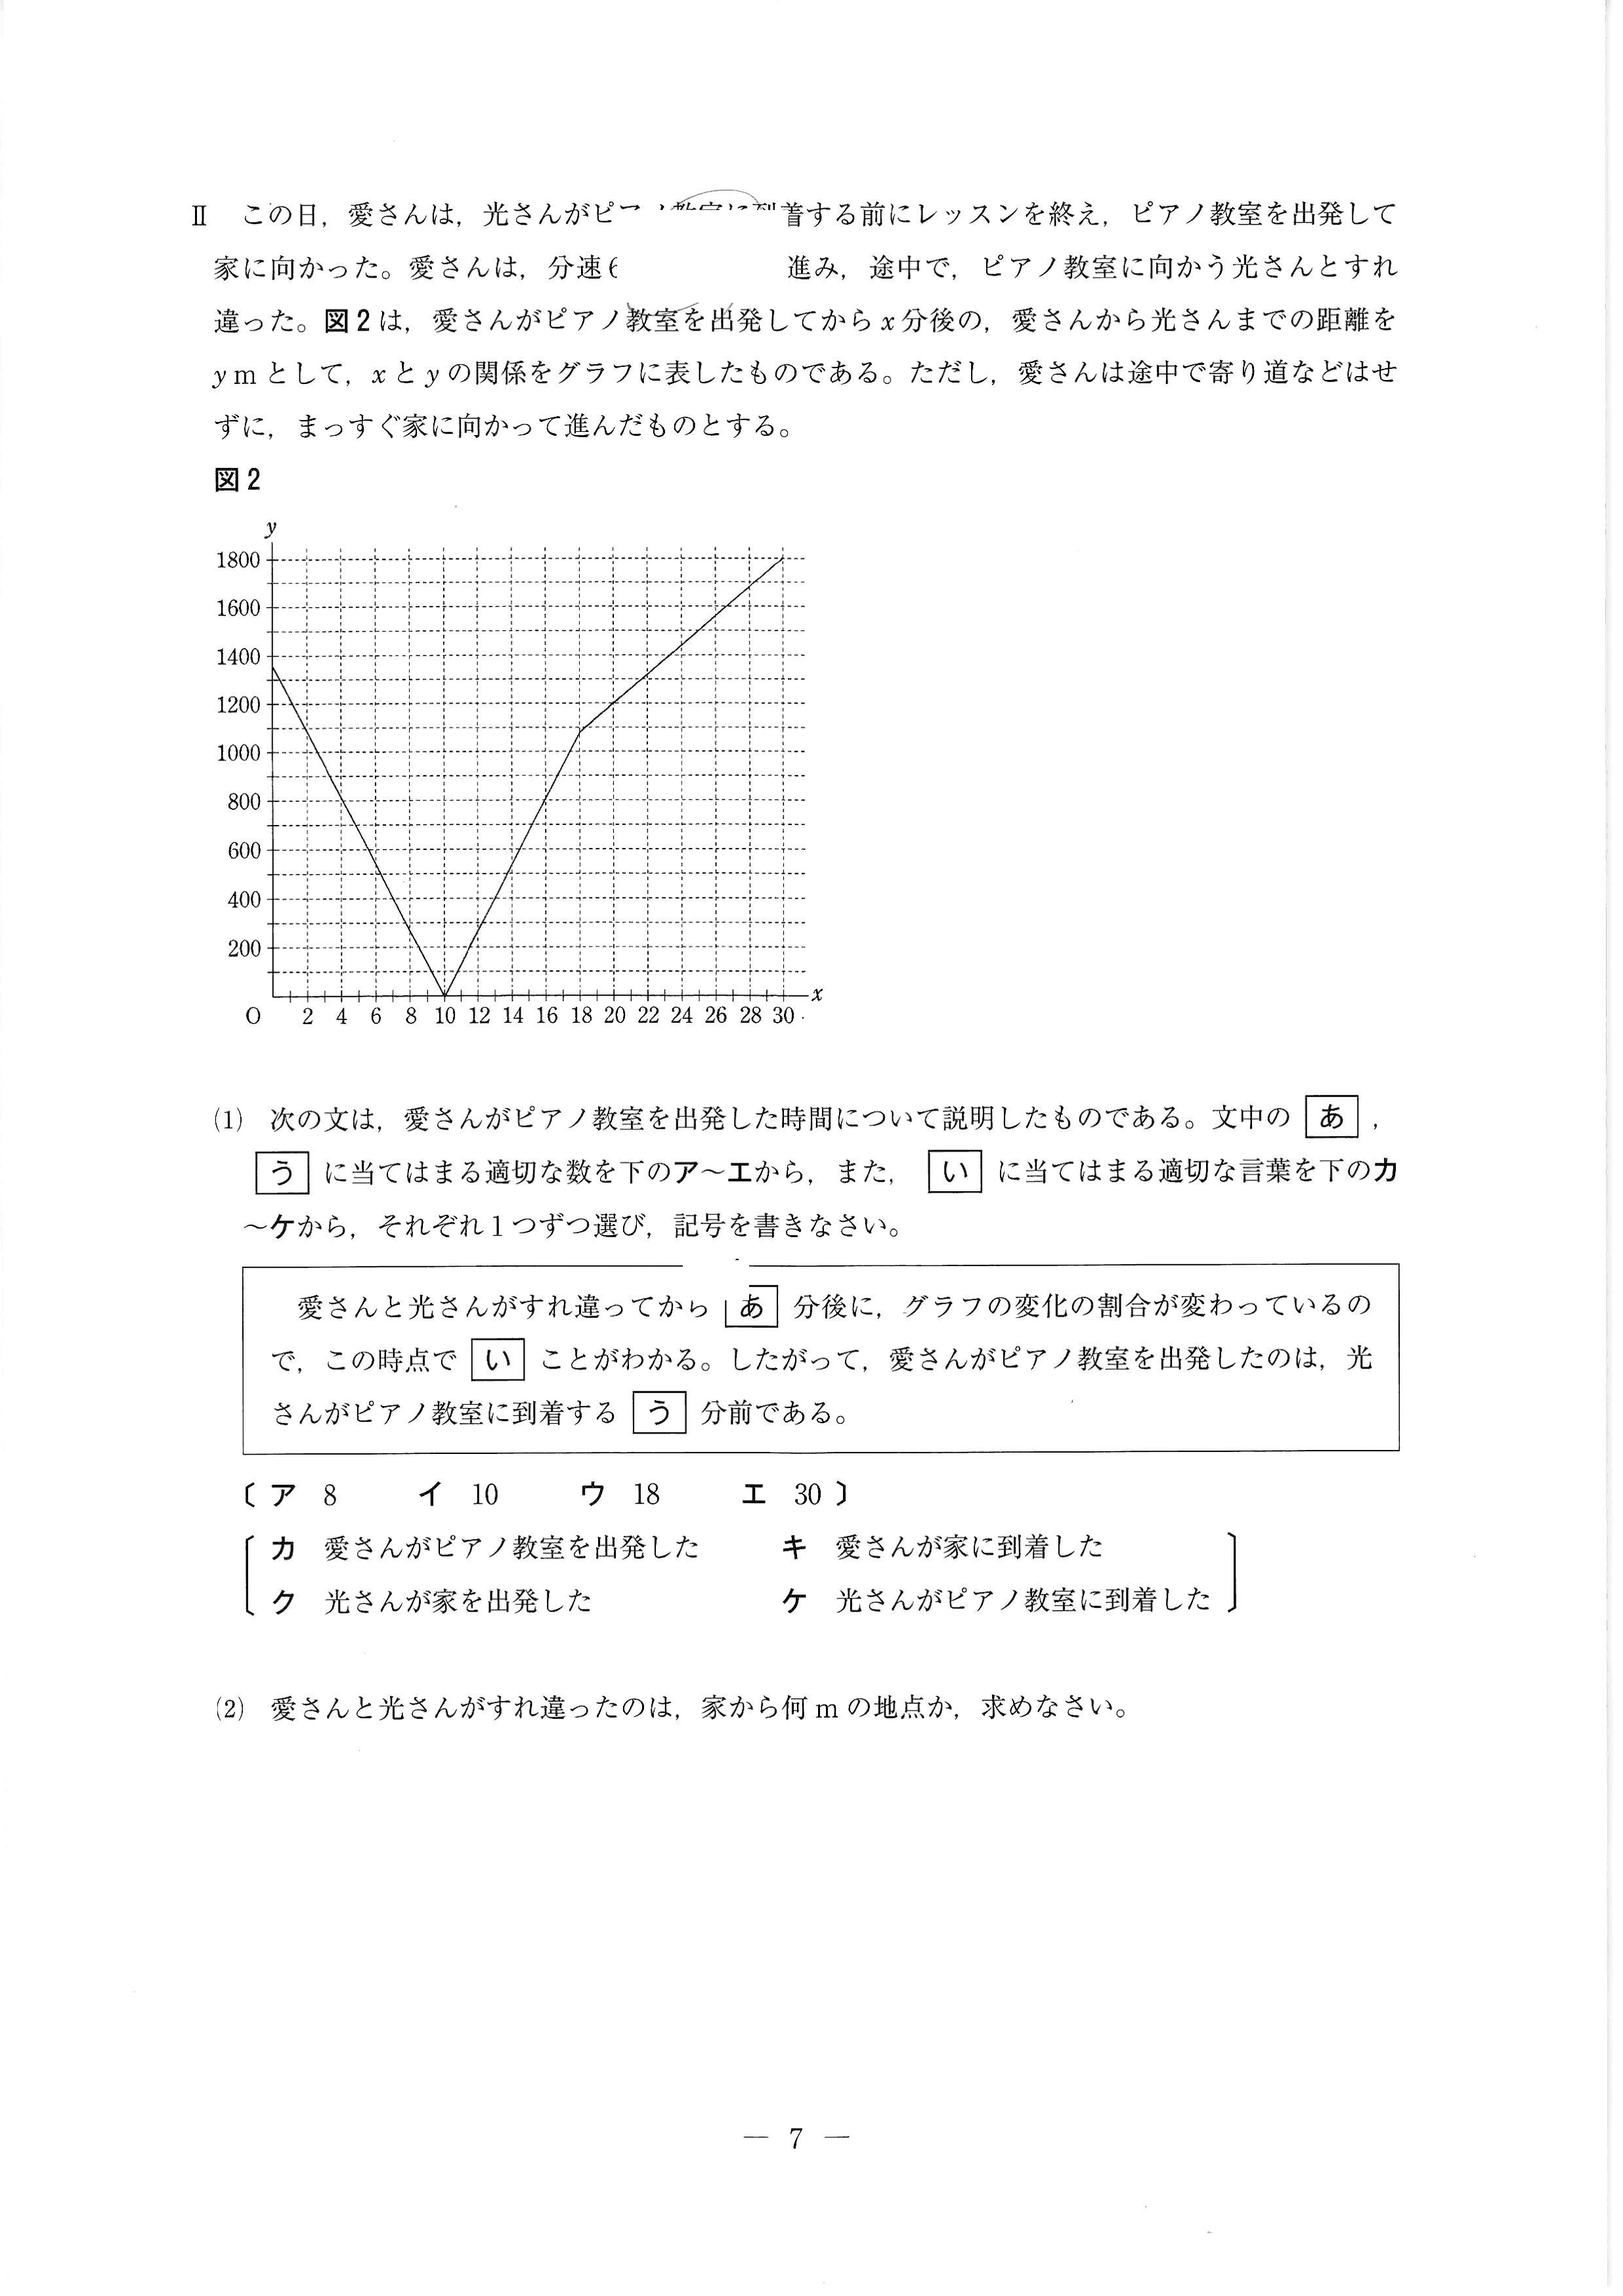 Ⅱ この日，愛さんは，光さんがピ 着する前にレッスンを終え，ピアノ教室を出発して
家に向かった。愛さんは，分速 進み，途中で，ピアノ教室に向かう光さんとすれ
違った。図2は，愛さんがピアノ教室を出発してからx分後の，愛さんから光さんまでの距離を
y mとして，xとyの関係をグラフに表したものである。ただし，愛さんは途中で寄り道などはせ
ずに，まっすぐ家に向かって進んだものとする。
図2
y
1800
1600
1400
1200
1000
800
600
400
200
x
O 2 4 6 8 10 12 14 16 18 20 22 24 26 28 30
(1) 次の文は，愛さんがピアノ教室を出発した時間について説明したものである。文中の あ ，
う に当てはまる適切な数を下のア～エから，また， い に当てはまる適切な言葉を下のカ
～ケから，それぞれ1つずつ選び，記号を書きなさい。
愛さんと光さんがすれ違ってから あ 分後に，グラフの変化の割合が変わっているの
で，この時点で い ことがわかる。したがって，愛さんがピアノ教室を出発したのは，光
さんがピアノ教室に到着する う 分前である。
〔 ア 8 イ 10 ウ 18 エ 30 〕
カ 愛さんがピアノ教室を出発した キ 愛さんが家に到着した
ク 光さんが家を出発した ケ 光さんがピアノ教室に到着した
(2) 愛さんと光さんがすれ違ったのは，家から何mの地点か，求めなさい。
— 7 —